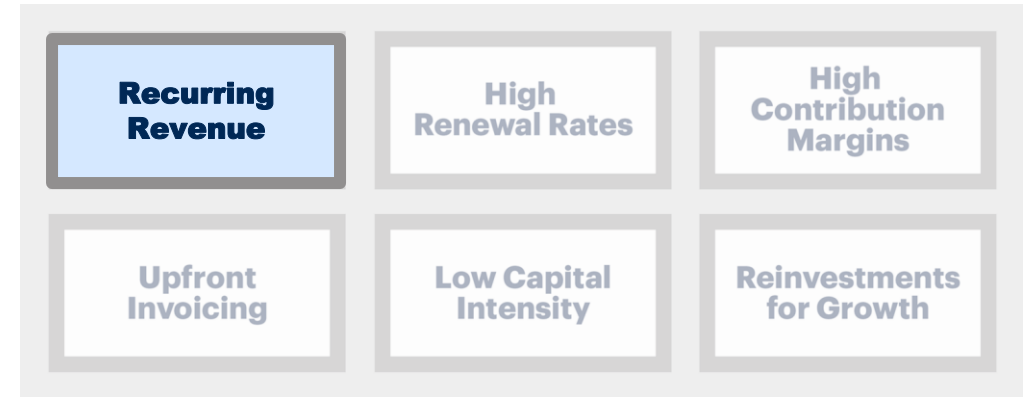 Recurring
Revenue
High
Renewal Rates
High
Contribution
Margins
Upfront
Invoicing
Low Capital
Intensity
Reinvestments
for Growth